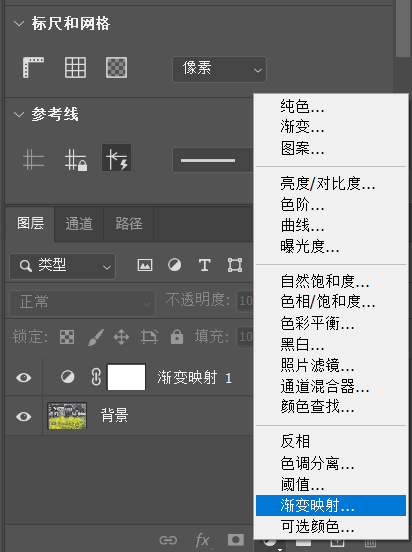 标尺和网格
像素
参考线
图层 通道 路径
类型
正常 不透明度: 10
锁定: 填充: 10
渐变映射 1
背景
fx
纯色...
渐变...
图案...
亮度/对比度...
色阶...
曲线...
曝光度...
自然饱和度...
色相/饱和度...
色彩平衡...
黑白...
照片滤镜...
通道混合器...
颜色查找...
反相
色调分离...
阈值...
渐变映射...
可选颜色...